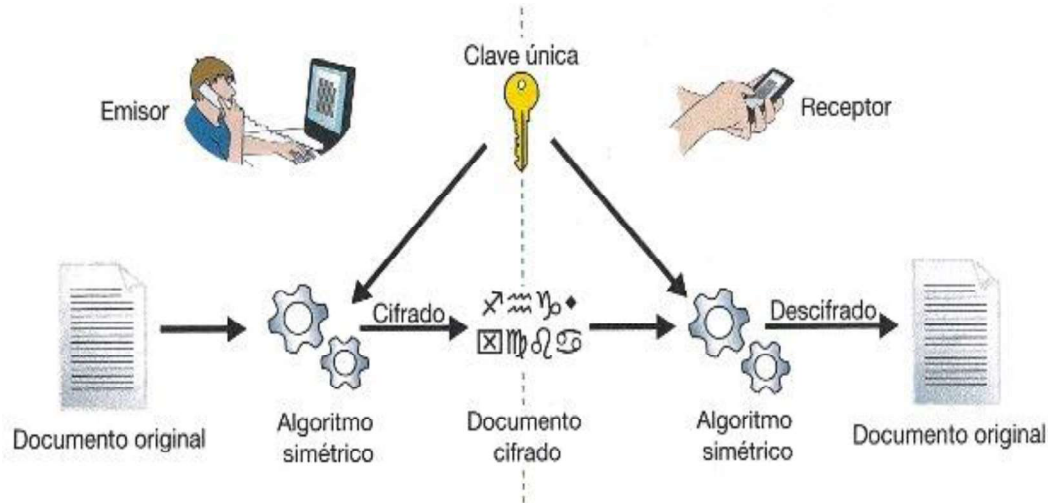 Clave única
Emisor
Receptor
Cifrado
Descifrado
Documento original
Algoritmo
simétrico
Documento
cifrado
Algoritmo
simétrico
Documento original